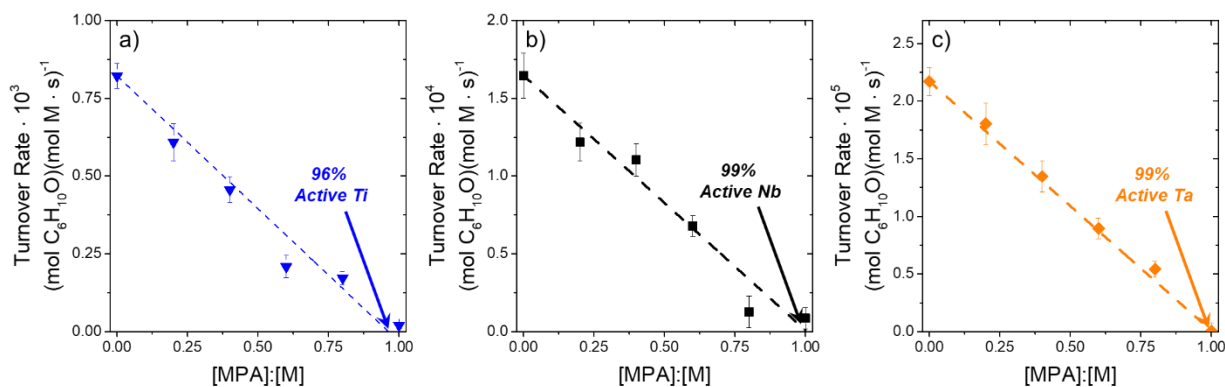 a)
Turnover Rate · 10³
(mol C₆H₁₀O)(mol M · s)⁻¹
1.00
0.75
0.50
0.25
0.00
96%
Active Ti
0.00 0.25 0.50 0.75 1.00
[MPA]:[M]
b)
Turnover Rate · 10⁴
(mol C₆H₁₀O)(mol M · s)⁻¹
2.0
1.5
1.0
0.5
0.0
99%
Active Nb
0.00 0.25 0.50 0.75 1.00
[MPA]:[M]
c)
Turnover Rate · 10⁵
(mol C₆H₁₀O)(mol M · s)⁻¹
2.5
2.0
1.5
1.0
0.5
0.0
99%
Active Ta
0.00 0.25 0.50 0.75 1.00
[MPA]:[M]